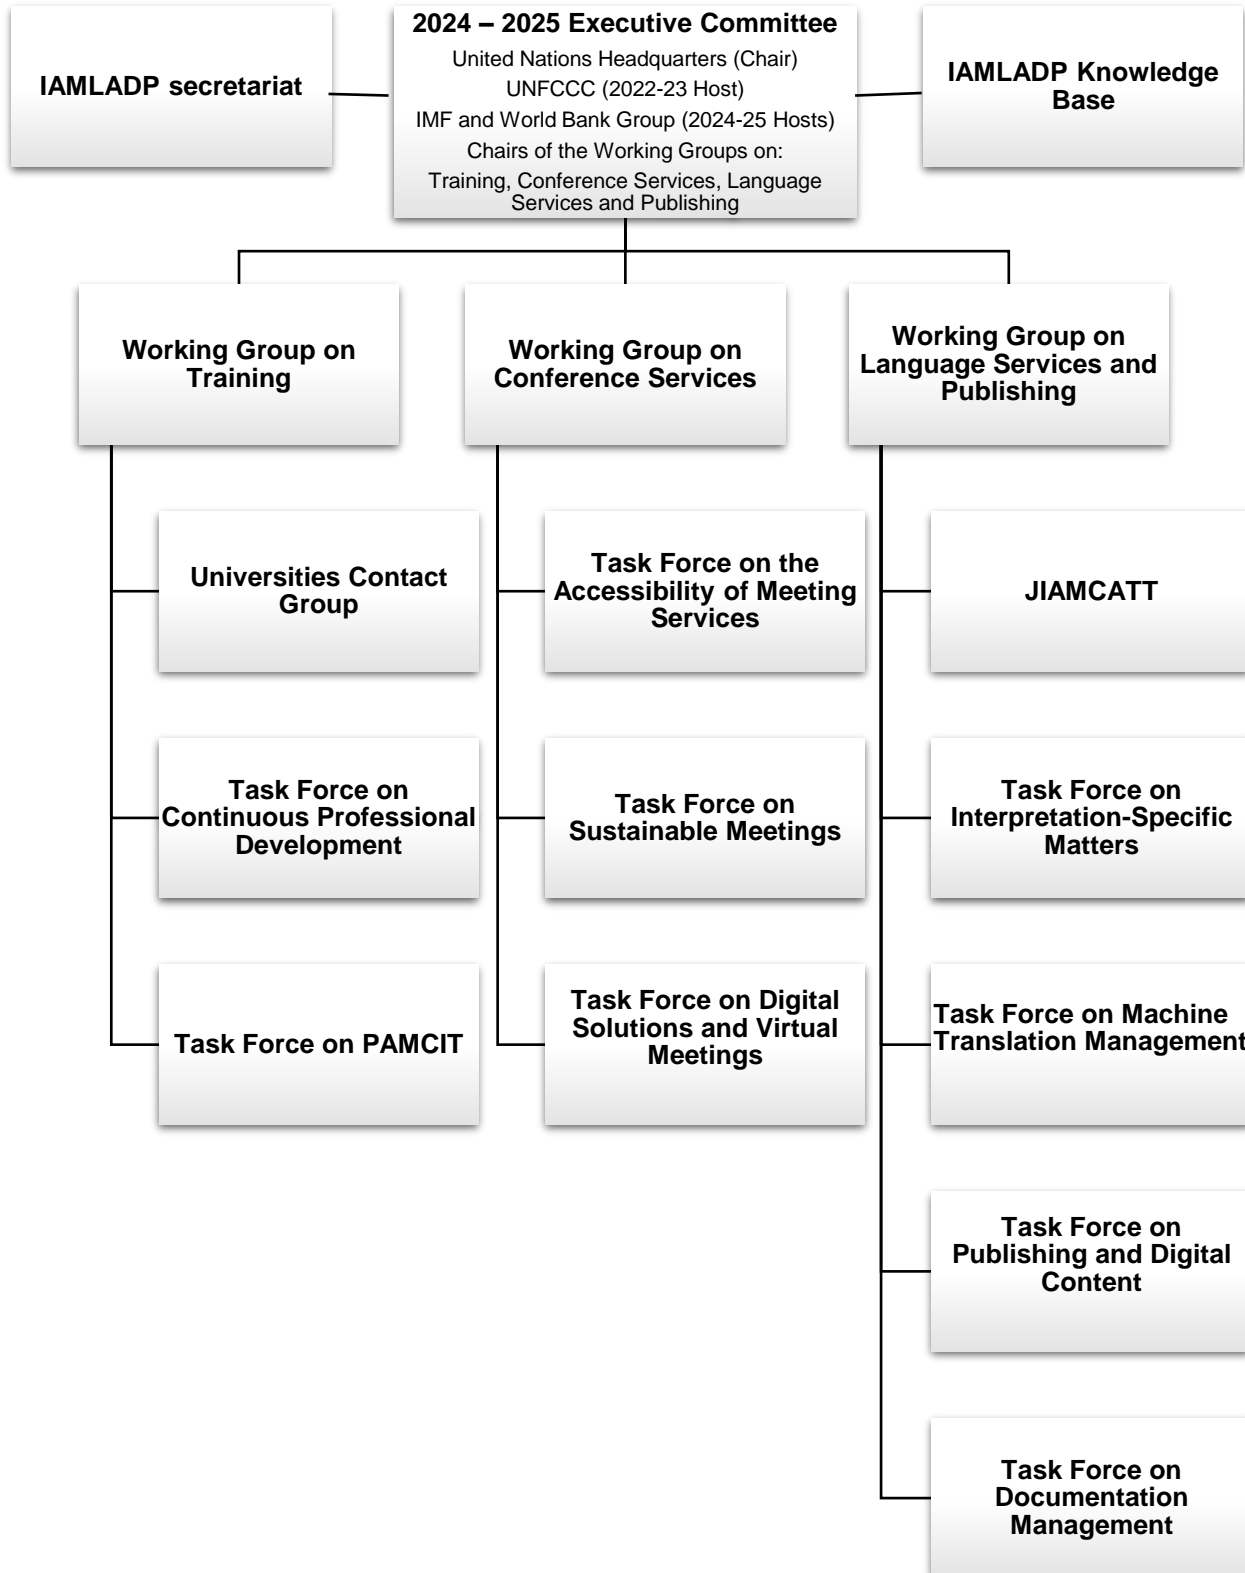 IAMLADP secretariat
2024 – 2025 Executive Committee
United Nations Headquarters (Chair)
UNFCCC (2022-23 Host)
IMF and World Bank Group (2024-25 Hosts)
Chairs of the Working Groups on:
Training, Conference Services, Language
Services and Publishing
IAMLADP Knowledge
Base
Working Group on
Training
Universities Contact
Group
Task Force on
Continuous Professional
Development
Task Force on PAMCIT
Working Group on
Conference Services
Task Force on the
Accessibility of Meeting
Services
Task Force on
Sustainable Meetings
Task Force on Digital
Solutions and Virtual
Meetings
Working Group on
Language Services and
Publishing
JIAMCATT
Task Force on
Interpretation-Specific
Matters
Task Force on Machine
Translation Management
Task Force on
Publishing and Digital
Content
Task Force on
Documentation
Management